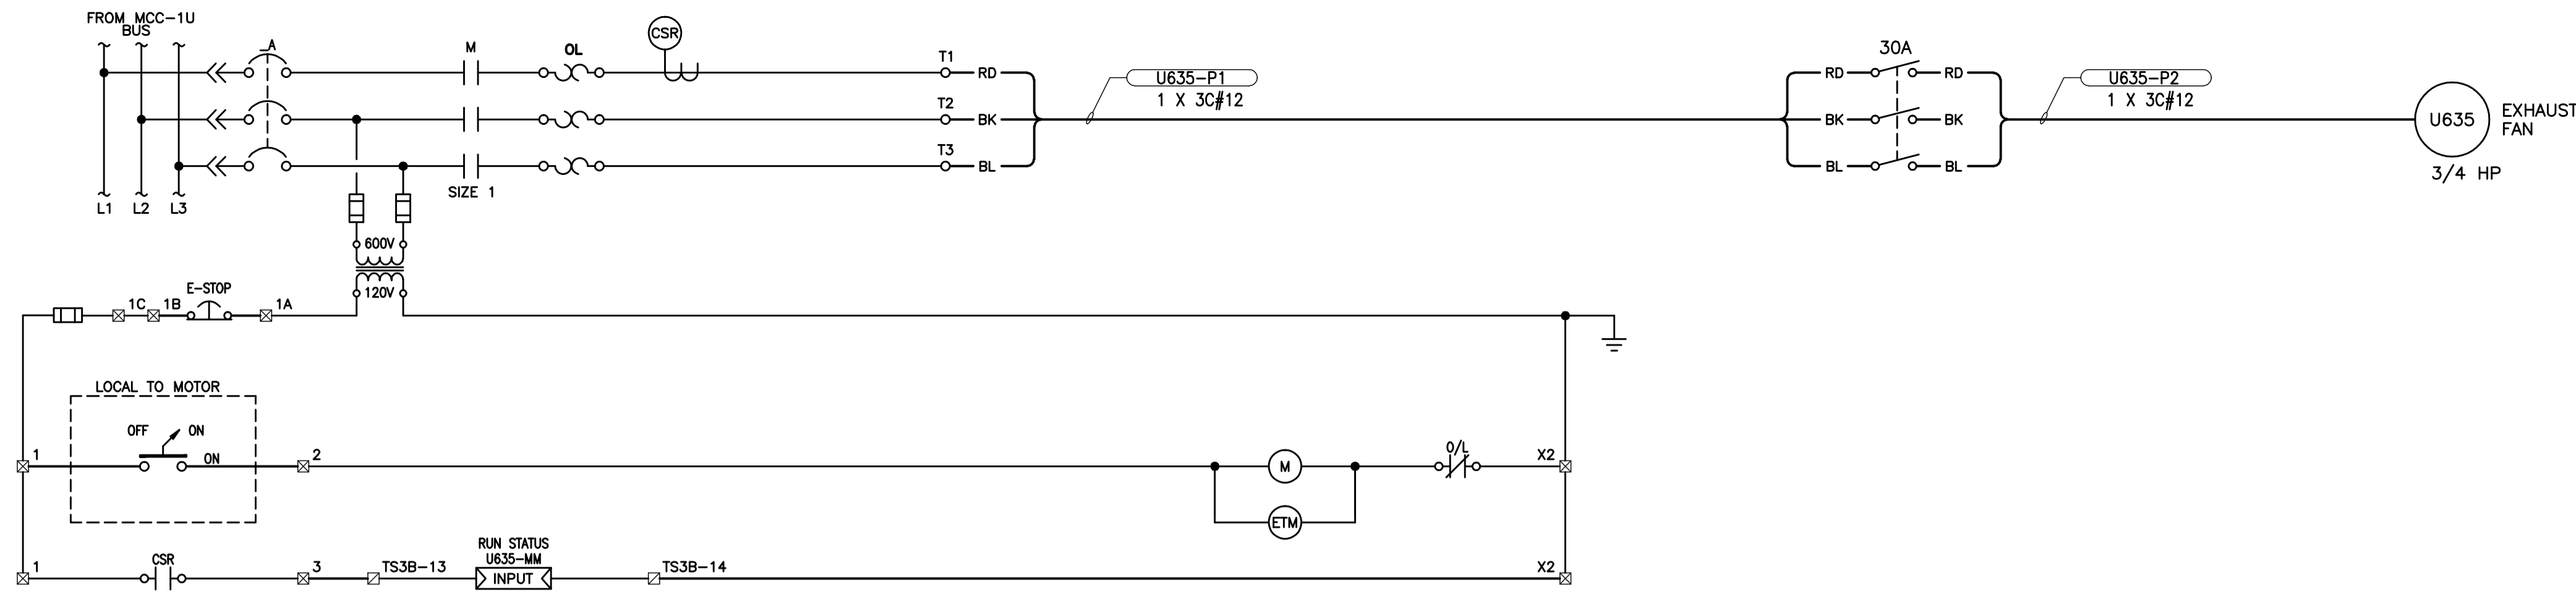 FROM MCC-1U
BUS
_A
M
OL
CSR
T1
RD
U635-P1
1 X 3C#12
30A
RD
RD
U635-P2
1 X 3C#12
T2
BK
BK
BK
U635
EXHAUST
FAN
T3
BL
BL
BL
3/4 HP
SIZE 1
L1
L2
L3
600V
120V
E-STOP
1C
1B
1A
LOCAL TO MOTOR
OFF
ON
1
ON
2
M
O/L
X2
ETM
RUN STATUS
U635-MM
1
CSR
3
TS3B-13
INPUT
TS3B-14
X2